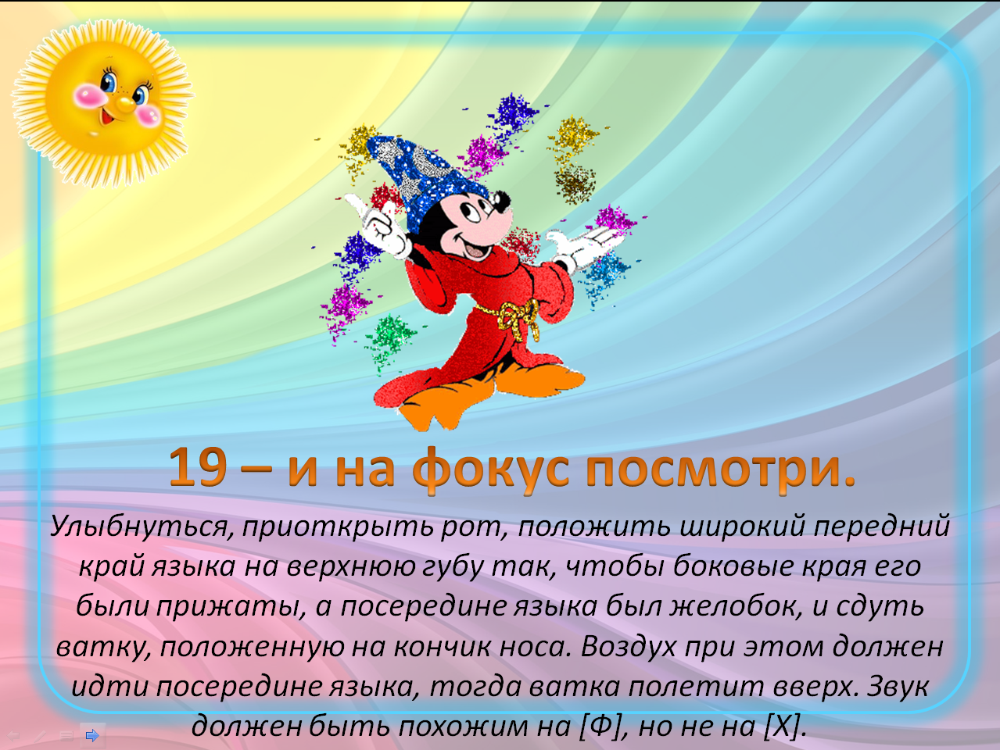 19 – и на фокус посмотри.
Улыбнуться, приоткрыть рот, положить широкий передний
край языка на верхнюю губу так, чтобы боковые края его
были прижаты, а посередине языка был желобок, и сдуть
ватку, положенную на кончик носа. Воздух при этом должен
идти посередине языка, тогда ватка полетит вверх. Звук
должен быть похожим на [Ф], но не на [Х].